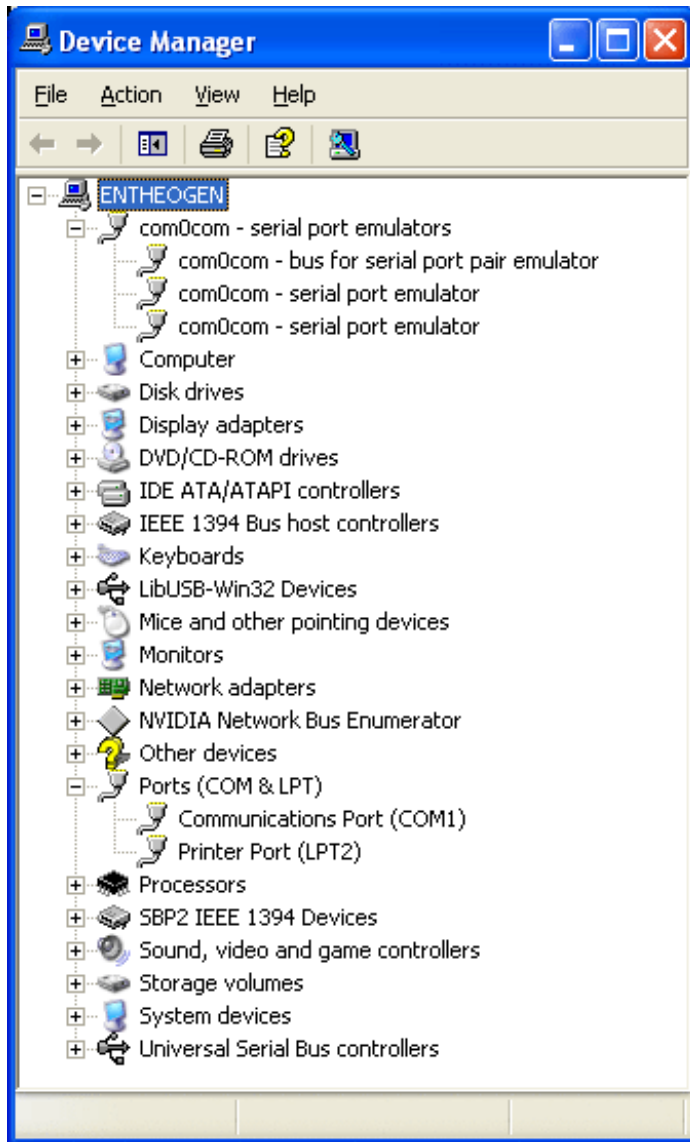 Device Manager
File Action View Help
ENTHEOGEN
com0com - serial port emulators
com0com - bus for serial port pair emulator
com0com - serial port emulator
com0com - serial port emulator
Computer
Disk drives
Display adapters
DVD/CD-ROM drives
IDE ATA/ATAPI controllers
IEEE 1394 Bus host controllers
Keyboards
LibUSB-Win32 Devices
Mice and other pointing devices
Monitors
Network adapters
NVIDIA Network Bus Enumerator
Other devices
Ports (COM & LPT)
Communications Port (COM1)
Printer Port (LPT2)
Processors
SBP2 IEEE 1394 Devices
Sound, video and game controllers
Storage volumes
System devices
Universal Serial Bus controllers